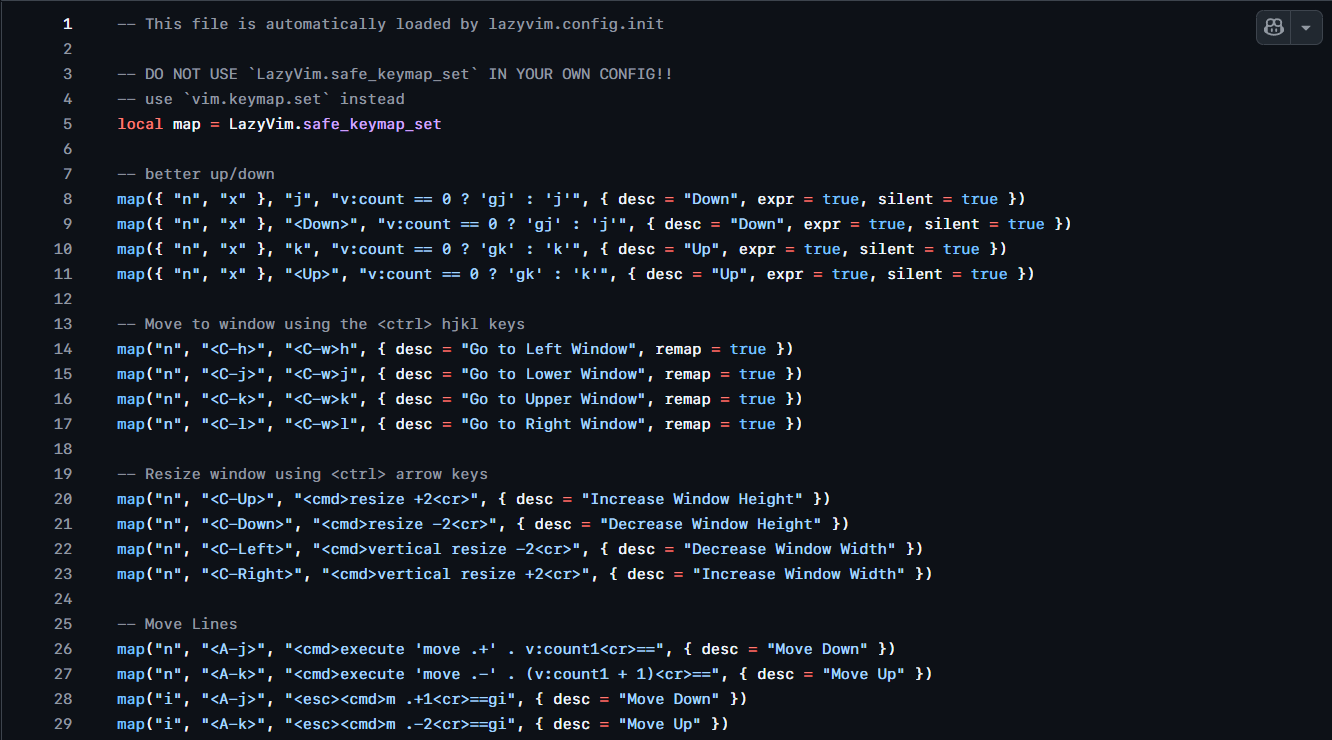 1 -- This file is automatically loaded by lazyvim.config.init
2
3 -- DO NOT USE `LazyVim.safe_keymap_set` IN YOUR OWN CONFIG!!
4 -- use `vim.keymap.set` instead
5 local map = LazyVim.safe_keymap_set
6
7 -- better up/down
8 map({ "n", "x" }, "j", "v:count == 0 ? 'gj' : 'j'", { desc = "Down", expr = true, silent = true })
9 map({ "n", "x" }, "<Down>", "v:count == 0 ? 'gj' : 'j'", { desc = "Down", expr = true, silent = true })
10 map({ "n", "x" }, "k", "v:count == 0 ? 'gk' : 'k'", { desc = "Up", expr = true, silent = true })
11 map({ "n", "x" }, "<Up>", "v:count == 0 ? 'gk' : 'k'", { desc = "Up", expr = true, silent = true })
12
13 -- Move to window using the <ctrl> hjkl keys
14 map("n", "<C-h>", "<C-w>h", { desc = "Go to Left Window", remap = true })
15 map("n", "<C-j>", "<C-w>j", { desc = "Go to Lower Window", remap = true })
16 map("n", "<C-k>", "<C-w>k", { desc = "Go to Upper Window", remap = true })
17 map("n", "<C-l>", "<C-w>l", { desc = "Go to Right Window", remap = true })
18
19 -- Resize window using <ctrl> arrow keys
20 map("n", "<C-Up>", "<cmd>resize +2<cr>", { desc = "Increase Window Height" })
21 map("n", "<C-Down>", "<cmd>resize -2<cr>", { desc = "Decrease Window Height" })
22 map("n", "<C-Left>", "<cmd>vertical resize -2<cr>", { desc = "Decrease Window Width" })
23 map("n", "<C-Right>", "<cmd>vertical resize +2<cr>", { desc = "Increase Window Width" })
24
25 -- Move Lines
26 map("n", "<A-j>", "<cmd>execute 'move .+' . v:count1<cr>==", { desc = "Move Down" })
27 map("n", "<A-k>", "<cmd>execute 'move .-' . (v:count1 + 1)<cr>==", { desc = "Move Up" })
28 map("i", "<A-j>", "<esc><cmd>m .+1<cr>==gi", { desc = "Move Down" })
29 map("i", "<A-k>", "<esc><cmd>m .-2<cr>==gi", { desc = "Move Up" })